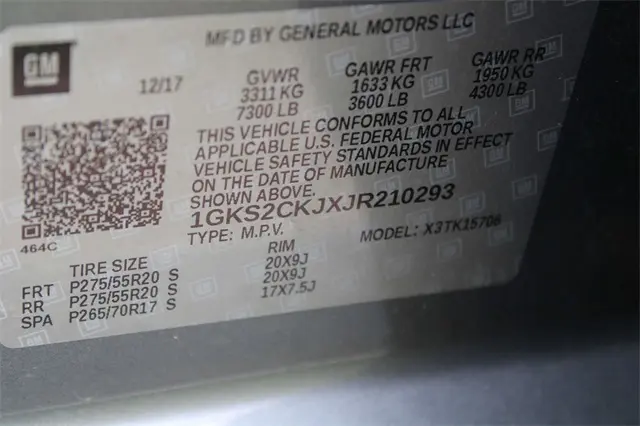 MFD BY GENERAL MOTORS LLC
GM
12/17
GVWR
3311 KG
7300 LB
GAWR FRT
1633 KG
3600 LB
GAWR RR
1950 KG
4300 LB
THIS VEHICLE CONFORMS TO ALL
APPLICABLE U.S. FEDERAL MOTOR
VEHICLE SAFETY STANDARDS IN EFFECT
ON THE DATE OF MANUFACTURE
SHOWN ABOVE.
1GKS2CKJXJR210293
464C
TYPE: M.P.V.
MODEL: X3TK15706
TIRE SIZE
RIM
FRT P275/55R20 S 20X9J
RR P275/55R20 S 20X9J
SPA P265/70R17 S 17X7.5J